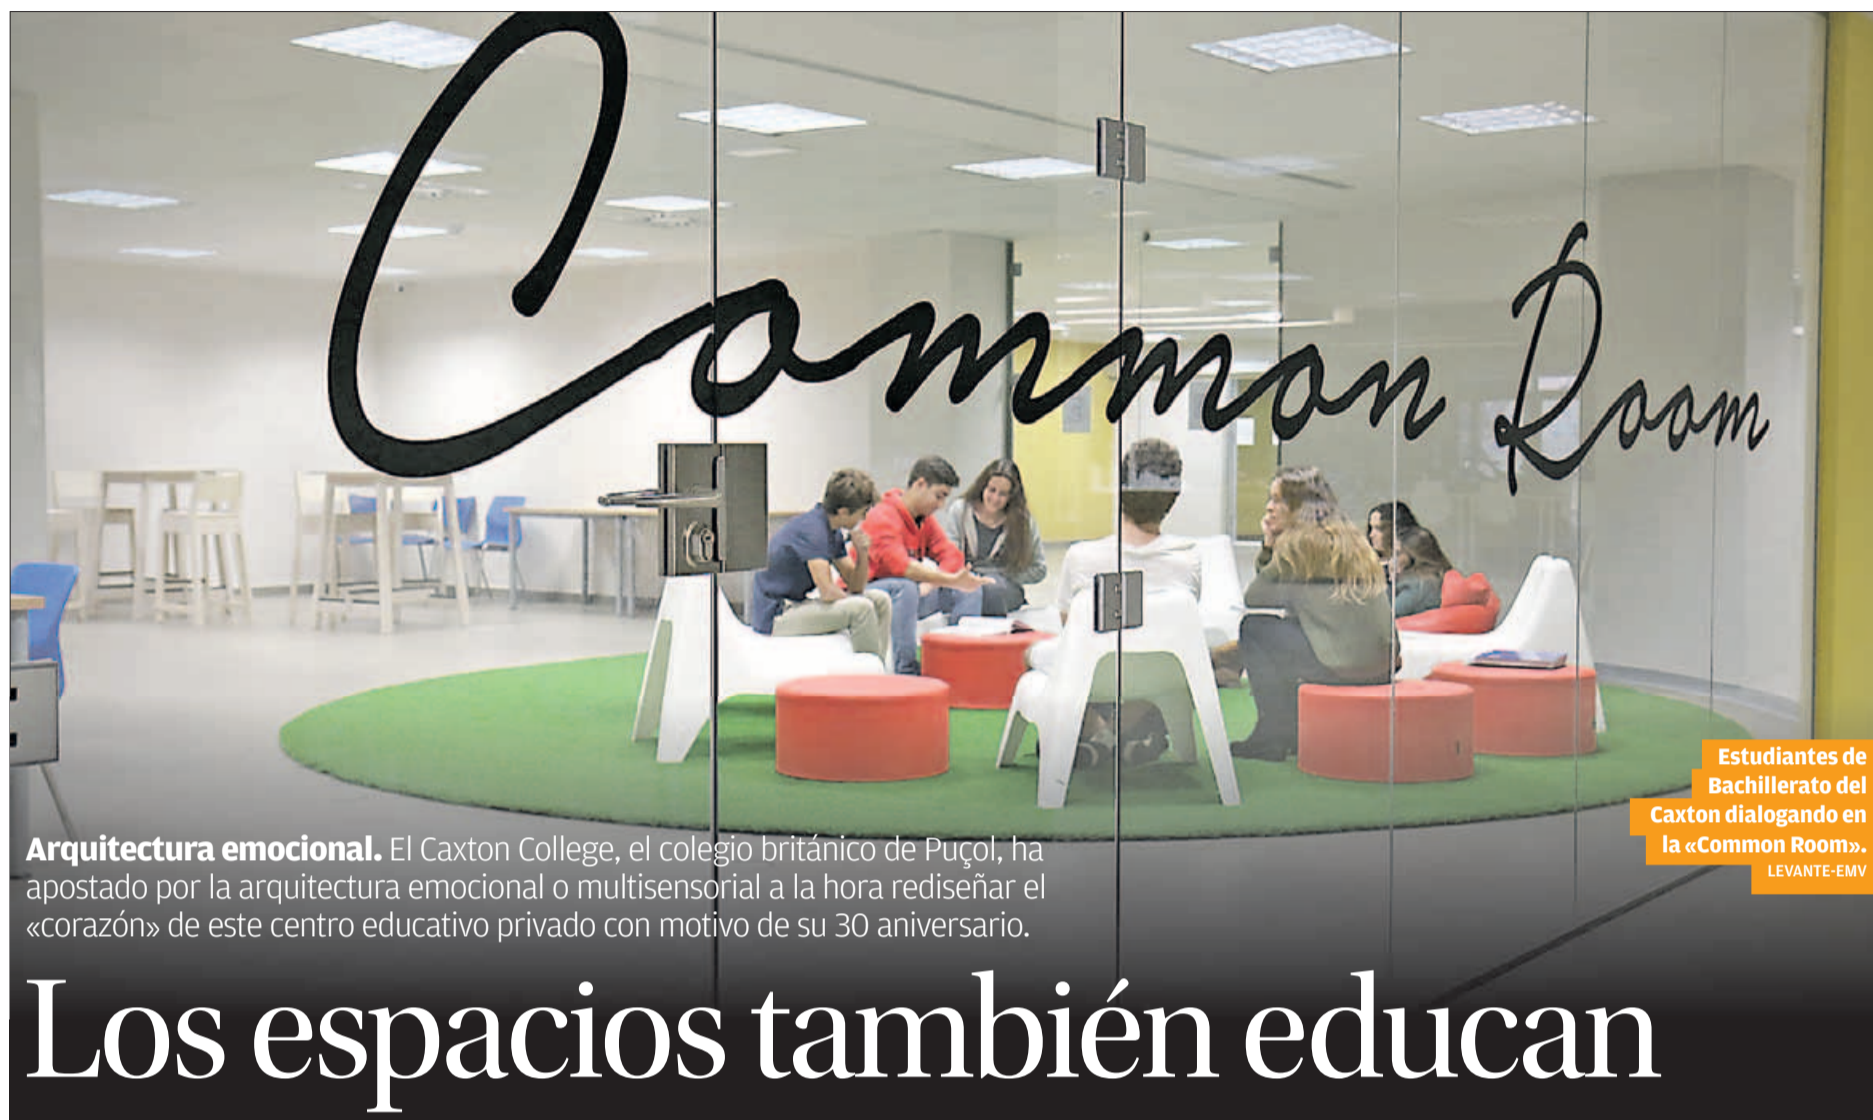 Common Room
Estudiantes de
Bachillerato del
Caxton dialogando en
la «Common Room».
LEVANTE-EMV
Arquitectura emocional. El Caxton College, el colegio británico de Puçol, ha
apostado por la arquitectura emocional o multisensorial a la hora rediseñar el
«corazón» de este centro educativo privado con motivo de su 30 aniversario.
Los espacios también educan